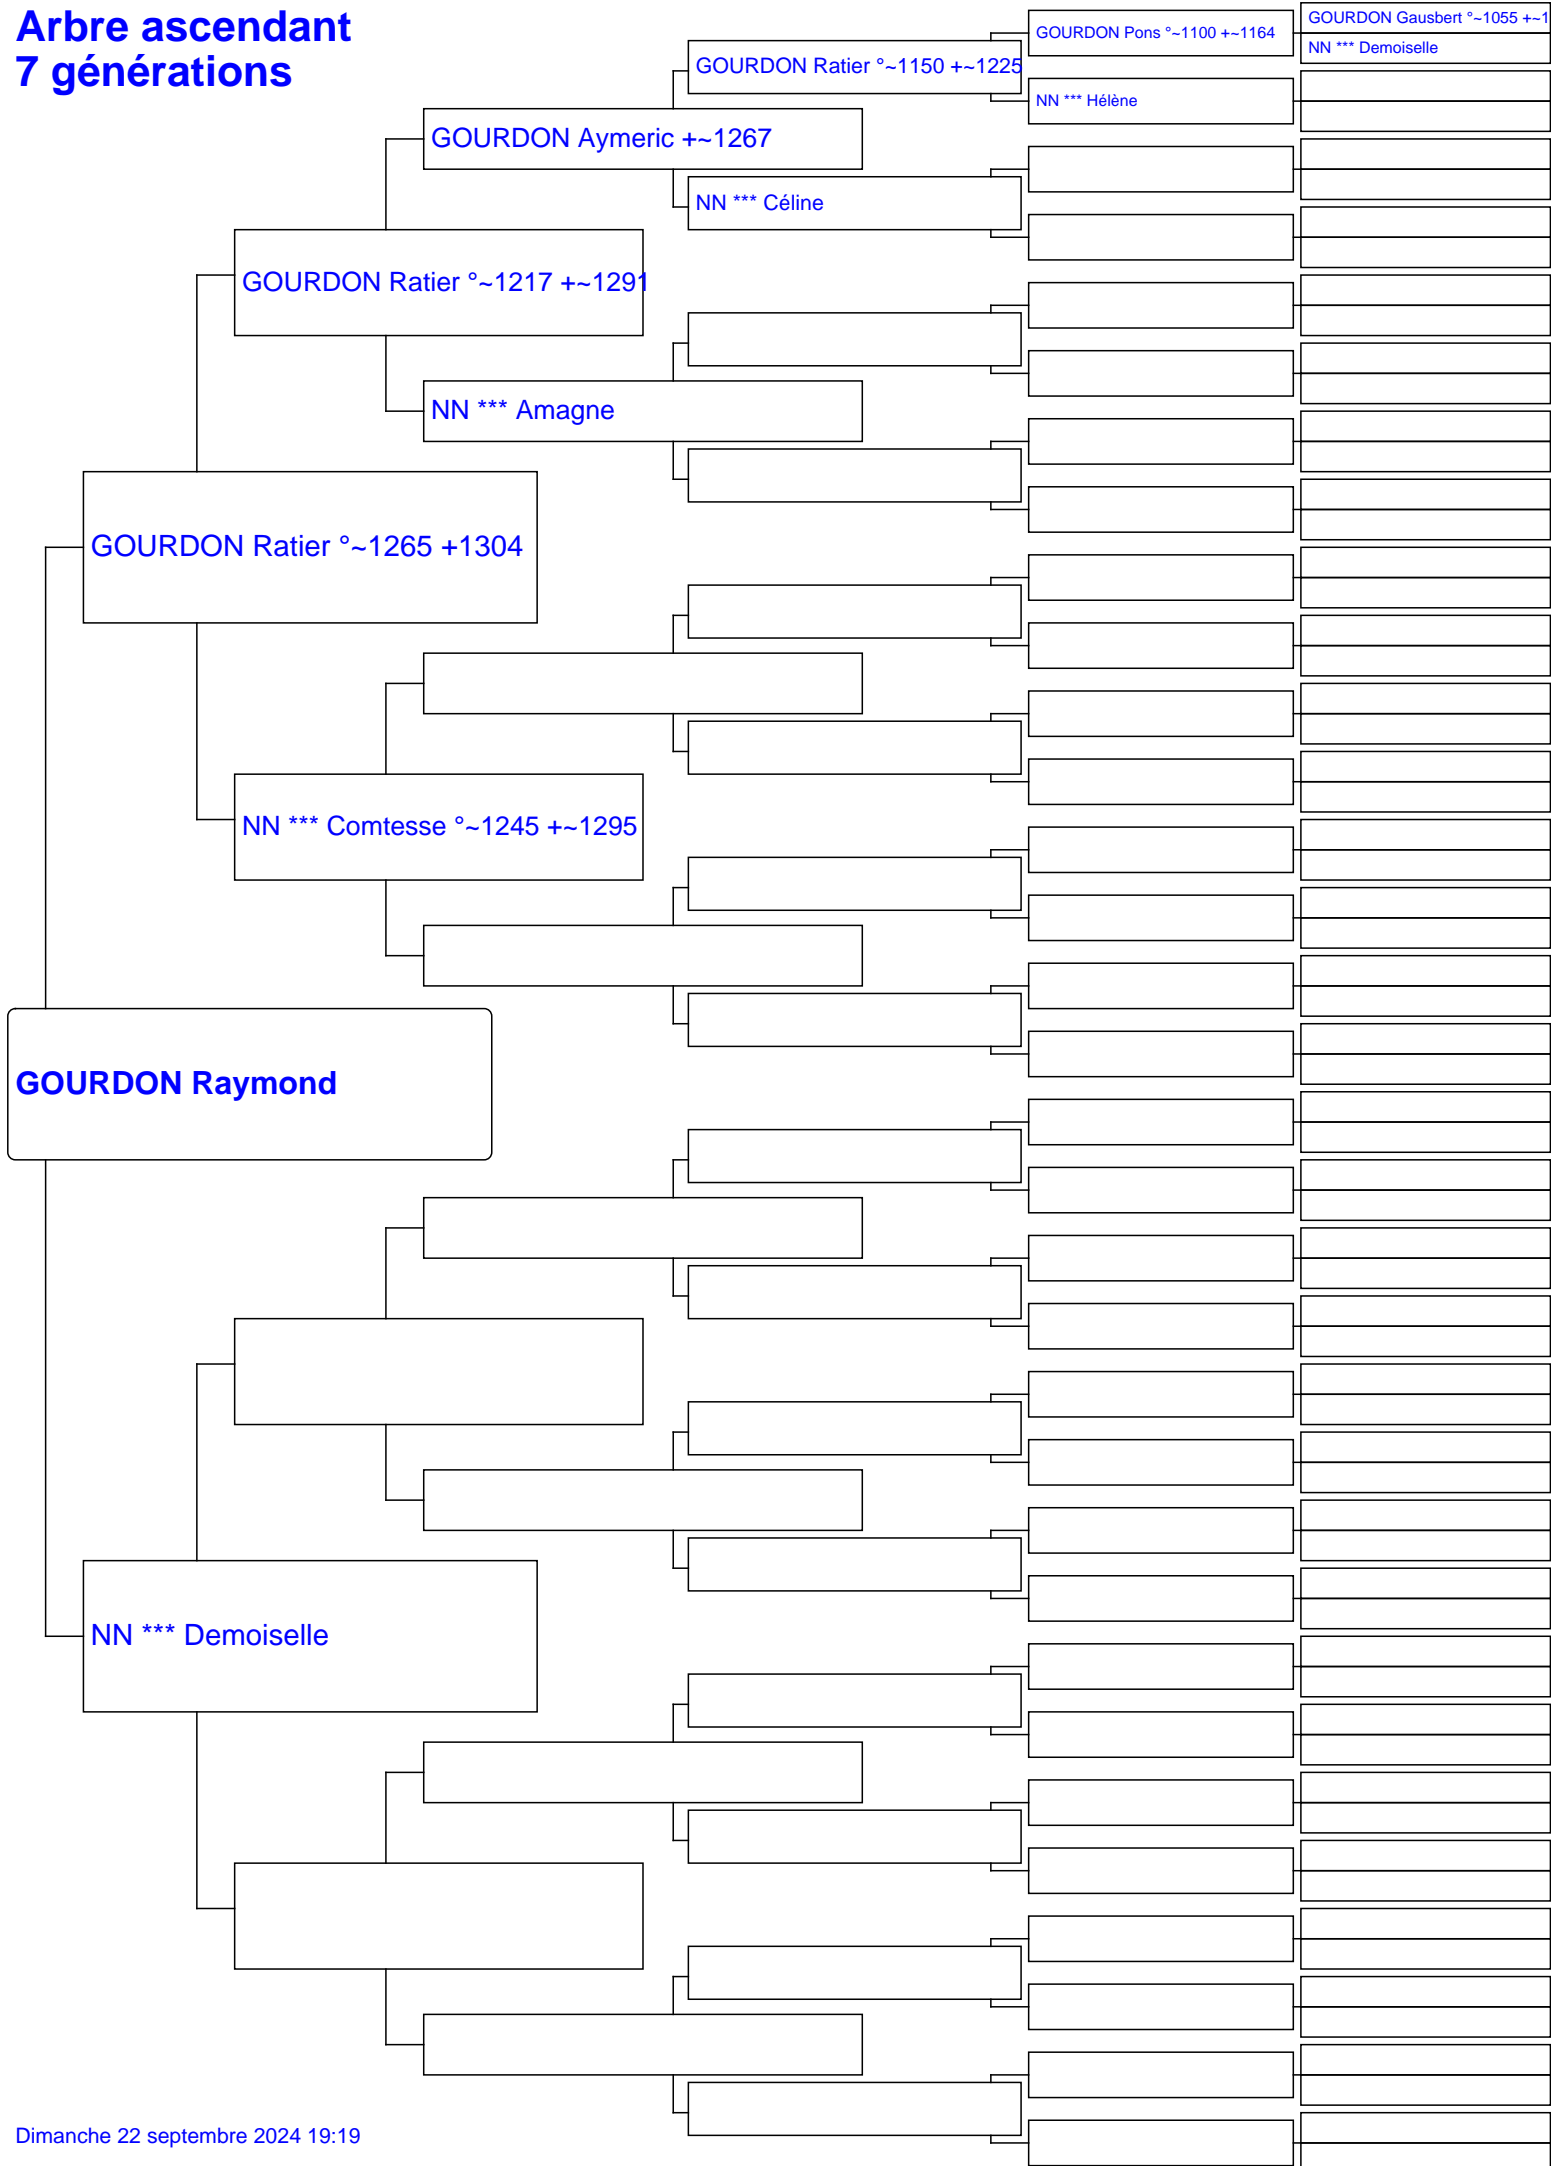 Arbre ascendant
7 générations
GOURDON Gausbert °~1055 +~1
NN *** Demoiselle
GOURDON Pons °~1100 +~1164
NN *** Hélène
GOURDON Ratier °~1150 +~1225
NN *** Céline
GOURDON Aymeric +~1267
NN *** Amagne
GOURDON Ratier °~1217 +~1291
NN *** Comtesse °~1245 +~1295
GOURDON Ratier °~1265 +1304
GOURDON Raymond
NN *** Demoiselle
Dimanche 22 septembre 2024 19:19